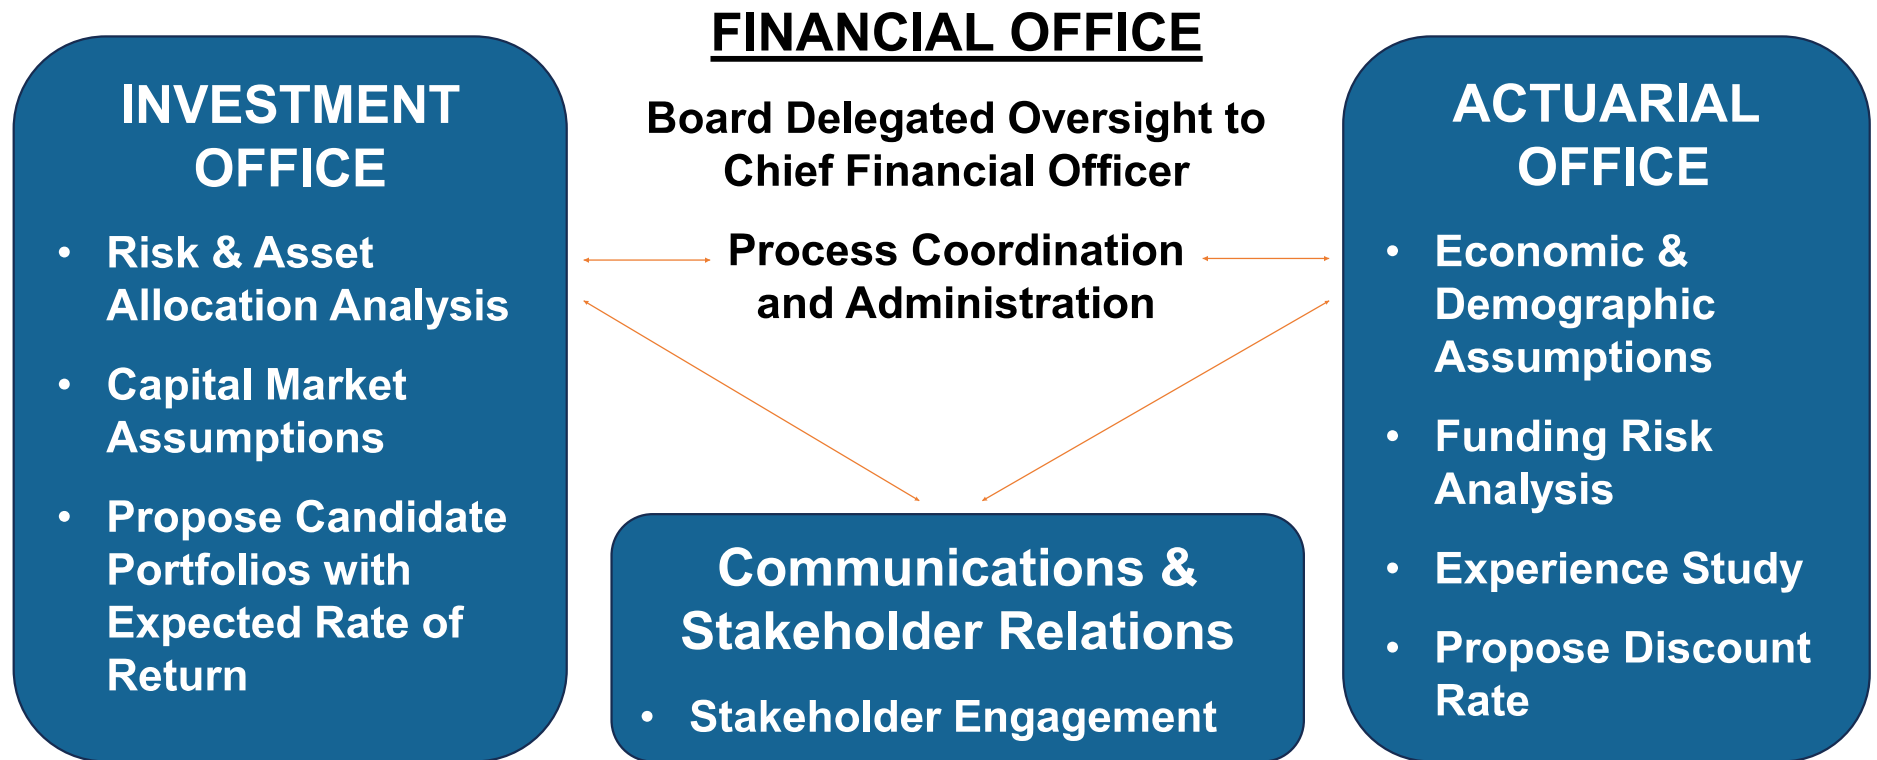 FINANCIAL OFFICE
Board Delegated Oversight to
Chief Financial Officer
Process Coordination
and Administration
INVESTMENT
OFFICE
• Risk & Asset
Allocation Analysis
• Capital Market
Assumptions
• Propose Candidate
Portfolios with
Expected Rate of
Return
Communications &
Stakeholder Relations
• Stakeholder Engagement
ACTUARIAL
OFFICE
• Economic &
Demographic
Assumptions
• Funding Risk
Analysis
• Experience Study
• Propose Discount
Rate